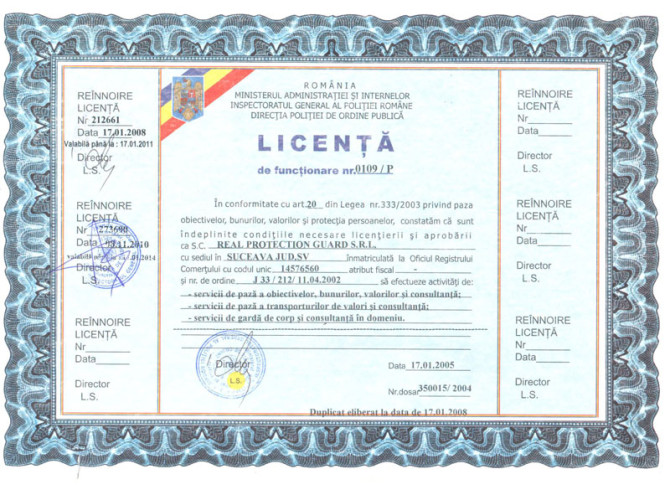 REÎNNOIRE
LICENȚĂ
Nr 212661
Data 17.01.2008
Valabilă până la : 17.01.2011
Director
L.S.
REÎNNOIRE
LICENȚĂ
Nr
Data
Director
L.S.
REÎNNOIRE
LICENȚĂ
Nr
Data
Director
L.S.
ROMÂNIA
MINISTERUL ADMINISTRAȚIEI ȘI INTERNELOR
INSPECTORATUL GENERAL AL POLIȚIEI ROMÂNE
DIRECȚIA POLIȚIEI DE ORDINE PUBLICĂ
LICENȚĂ
de funcționare nr.0109 / P
În conformitate cu art 20 din Legea nr.333/2003 privind paza
obiectivelor, bunurilor, valorilor și protecția persoanelor, constatăm că sunt
îndeplinite condițiile necesare licențierii și aprobării
ca S.C. REAL PROTECTION GUARD S.R.L.
cu sediul în SUCEAVA JUD.SV înmatriculată la Oficiul Registrului
Comerțului cu codul unic 14576560 atribut fiscal -
și nr. de ordine J 33 / 212 / 11.04.2002 să efectueze activități de:
- servicii de pază a obiectivelor, bunurilor, valorilor și consultanță;
- servicii de pază a transporturilor de valori și consultanță;
- servicii de gardă de corp și consultanță în domeniu.
Director
L.S.
Data 17.01.2005
Nr.dosar 350015/ 2004
Duplicat eliberat la data de 17.01.2008
REÎNNOIRE
LICENȚĂ
Nr
Data
Director
L.S.
REÎNNOIRE
LICENȚĂ
Nr
Data
Director
L.S.
REÎNNOIRE
LICENȚĂ
Nr
Data
Director
L.S.